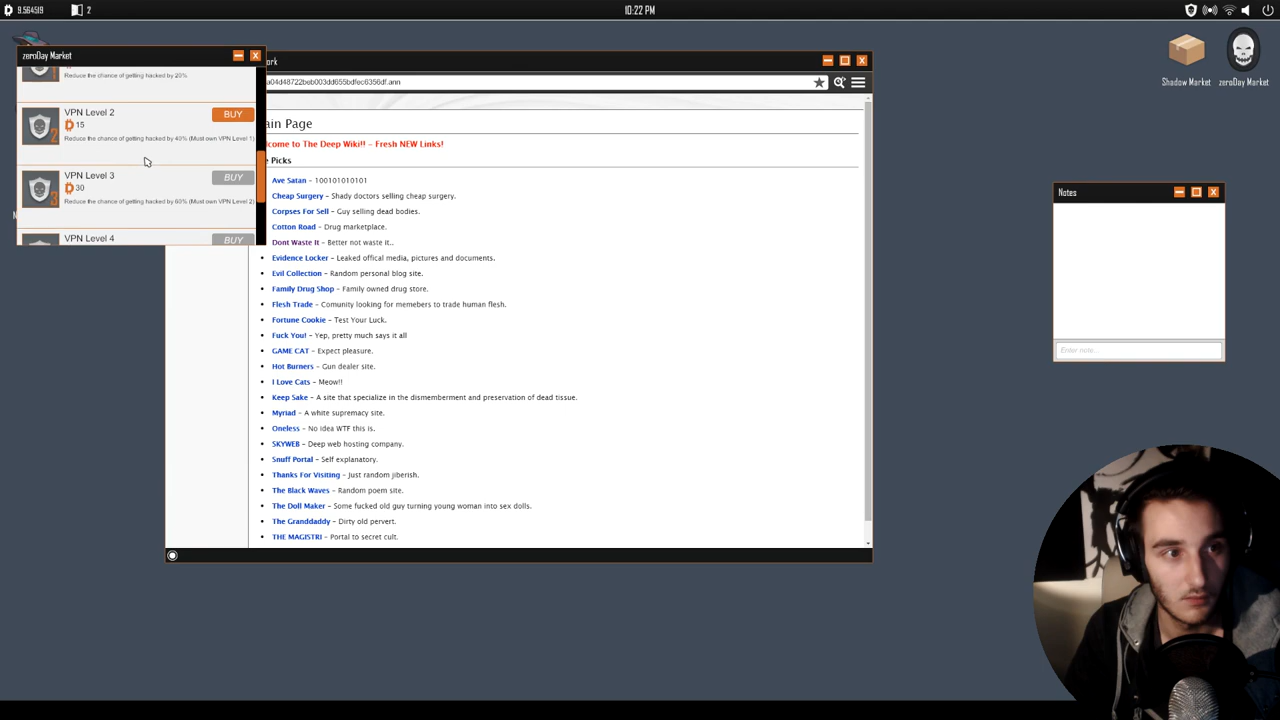 9.564519
2
10:22 PM
zeroDay Market
Reduce the chance of getting hacked by 20%
VPN Level 2
15
BUY
Reduce the chance of getting hacked by 40% (Must own VPN Level 1)
VPN Level 3
30
BUY
Reduce the chance of getting hacked by 60% (Must own VPN Level 2)
VPN Level 4
BUY
a04d48722beb003dd655bdfec6356df.ann
ain Page
lcome to The Deep Wiki!! - Fresh NEW Links!
e Picks
Ave Satan - 100101010101
Cheap Surgery - Shady doctors selling cheap surgery.
Corpses For Sell - Guy selling dead bodies.
Cotton Road - Drug marketplace.
Dont Waste It - Better not waste it..
Evidence Locker - Leaked offical media, pictures and documents.
Evil Collection - Random personal blog site.
Family Drug Shop - Family owned drug store.
Flesh Trade - Comunity looking for memebers to trade human flesh.
Fortune Cookie - Test Your Luck.
Fuck You! - Yep, pretty much says it all
GAME CAT - Expect pleasure.
Hot Burners - Gun dealer site.
I Love Cats - Meow!!
Keep Sake - A site that specialize in the dismemberment and preservation of dead tissue.
Myriad - A white supremacy site.
Oneless - No idea WTF this is.
SKYWEB - Deep web hosting company.
Snuff Portal - Self explanatory.
Thanks For Visiting - Just random jiberish.
The Black Waves - Random poem site.
The Doll Maker - Some fucked old guy turning young woman into sex dolls.
The Granddaddy - Dirty old pervert.
THE MAGISTRI - Portal to secret cult.
Notes
Enter note...
Shadow Market
zeroDay Market